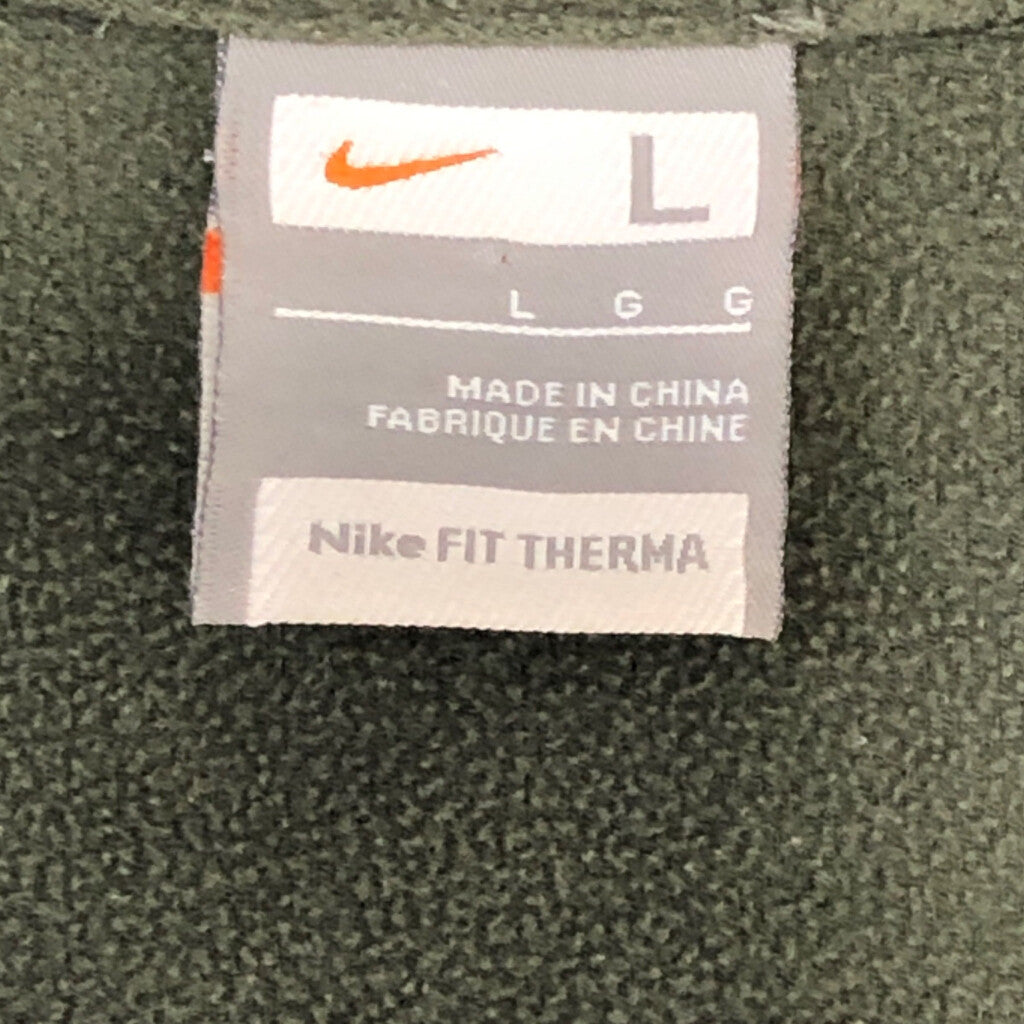 L
L G G
MADE IN CHINA
FABRIQUE EN CHINE
Nike FIT THERMA